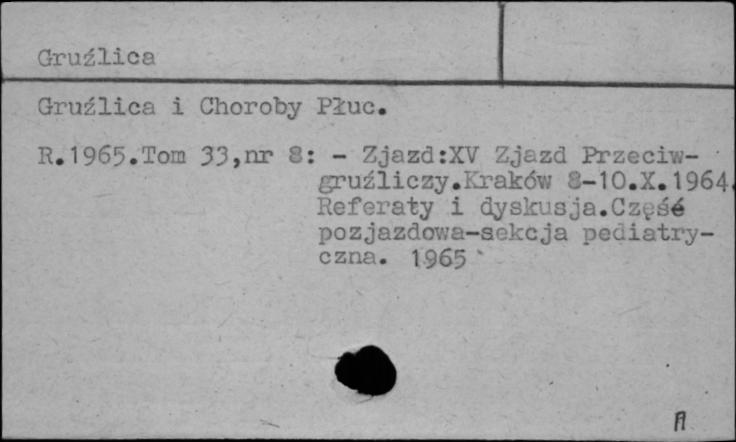 Gruźlica
Gruźlica i Choroby Płuc.
R.1965.Tom 33,nr 8: - Zjazd:XV Zjazd Przeciw-
gruźliczy.Kraków 8-10.X.1964.
Referaty i dyskusja.Część
pozjazdowa-sekcja pediatry-
czna. 1965
A